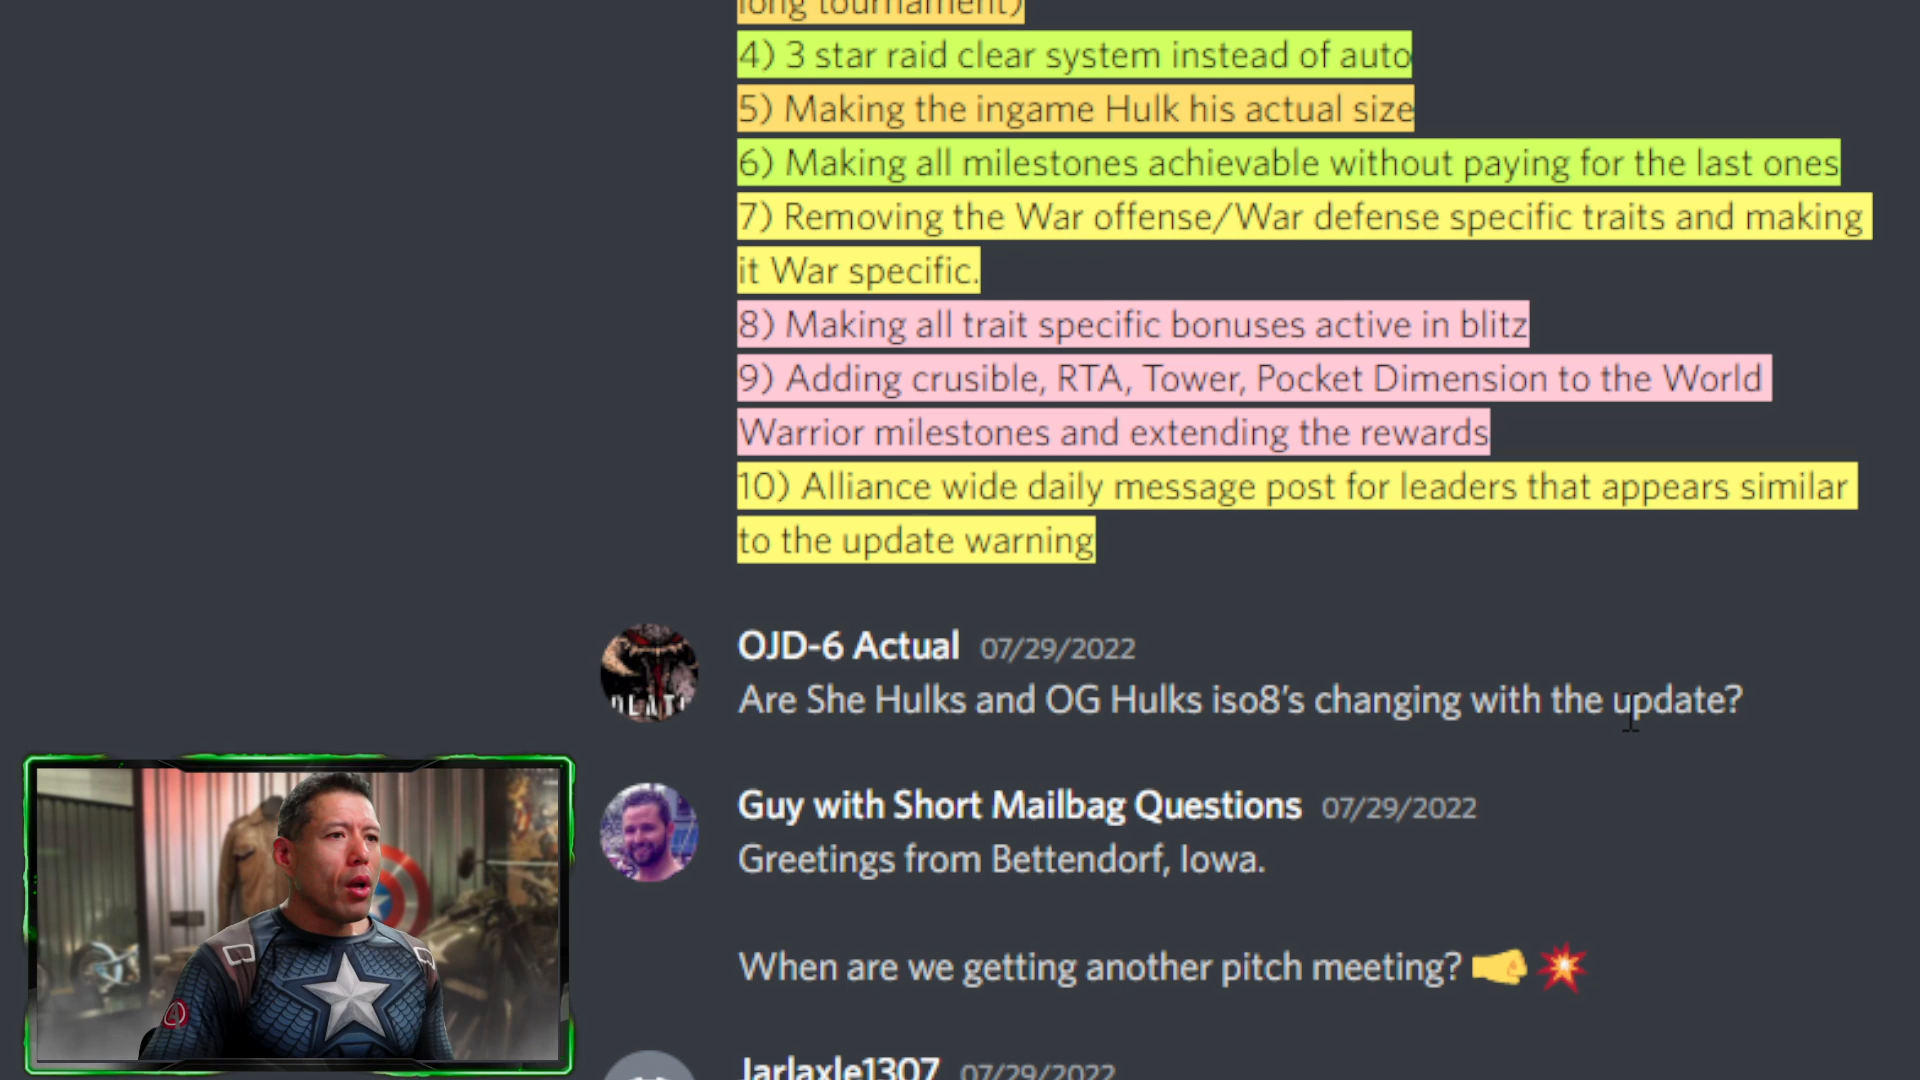 long tournament)
4) 3 star raid clear system instead of auto
5) Making the ingame Hulk his actual size
6) Making all milestones achievable without paying for the last ones
7) Removing the War offense/War defense specific traits and making
it War specific.
8) Making all trait specific bonuses active in blitz
9) Adding crusible, RTA, Tower, Pocket Dimension to the World
Warrior milestones and extending the rewards
10) Alliance wide daily message post for leaders that appears similar
to the update warning
OJD-6 Actual 07/29/2022
Are She Hulks and OG Hulks iso8's changing with the update?
Guy with Short Mailbag Questions 07/29/2022
Greetings from Bettendorf, Iowa.
When are we getting another pitch meeting? 🤜💥
Jarlaxle1307 07/29/2022